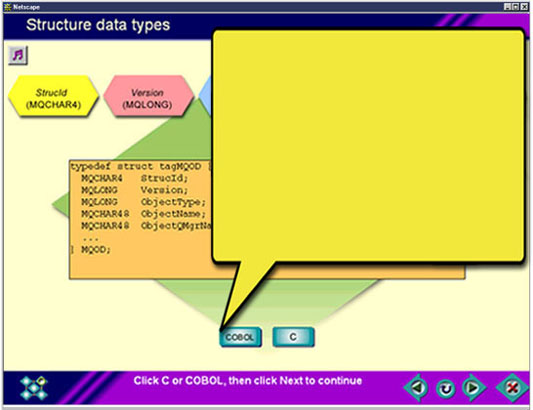 Netscape
Structure data types
StrucId
(MQCHAR4)
Version
(MQLONG)
typedef struct tagMQOD {
MQCHAR4 StrucId;
MQLONG Version;
MQLONG ObjectType;
MQCHAR48 ObjectName;
MQCHAR48 ObjectQMgrNa
...
} MQOD;
COBOL
C
Click C or COBOL, then click Next to continue